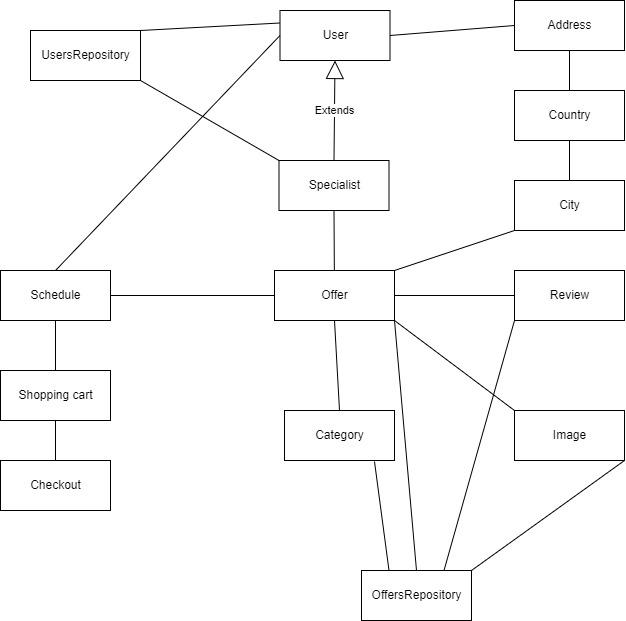 User
Address
UsersRepository
Extends
Country
Specialist
City
Schedule
Offer
Review
Shopping cart
Category
Image
Checkout
OffersRepository